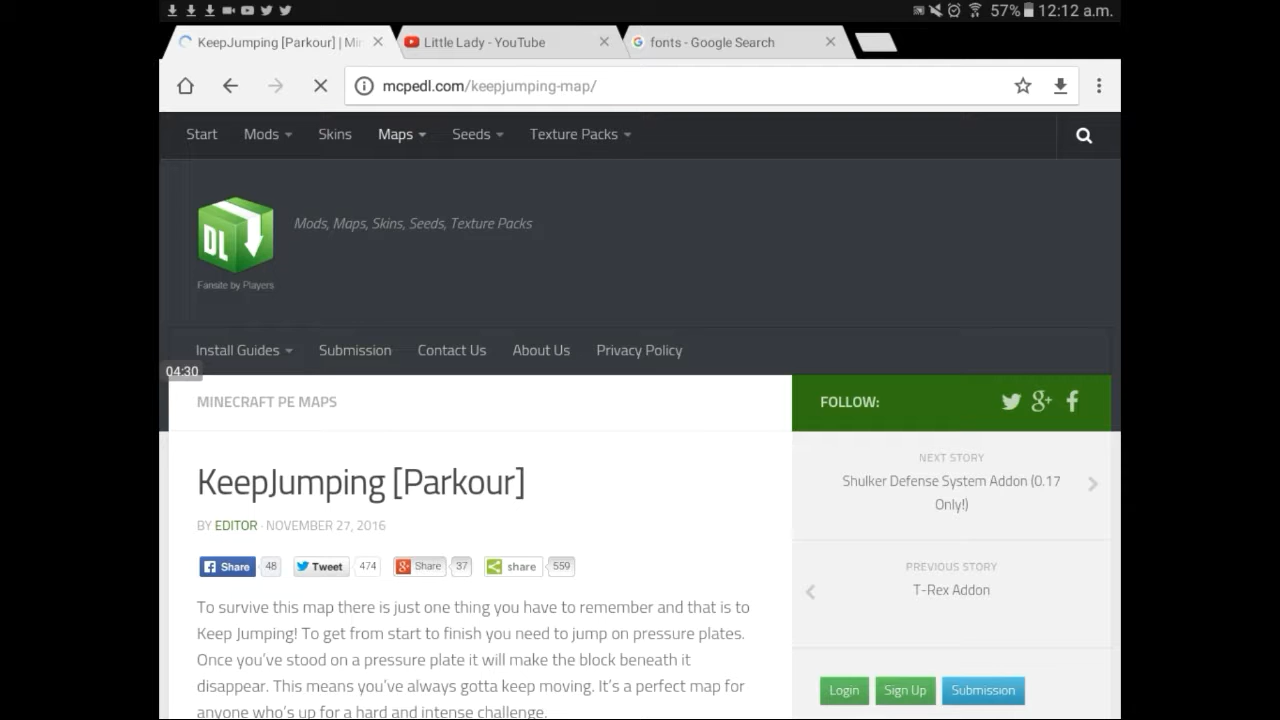 57% 12:12 a.m.
KeepJumping [Parkour] | Min
Little Lady - YouTube
fonts - Google Search
mcpedl.com/keepjumping-map/
Start Mods Skins Maps Seeds Texture Packs
DL
Mods, Maps, Skins, Seeds, Texture Packs
Fansite by Players
Install Guides Submission Contact Us About Us Privacy Policy
04:30
MINECRAFT PE MAPS
KeepJumping [Parkour]
BY EDITOR · NOVEMBER 27, 2016
Share 48 Tweet 474 Share 37 share 559
To survive this map there is just one thing you have to remember and that is to
Keep Jumping! To get from start to finish you need to jump on pressure plates.
Once you've stood on a pressure plate it will make the block beneath it
disappear. This means you've always gotta keep moving. It's a perfect map for
anyone who's up for a hard and intense challenge.
FOLLOW:
NEXT STORY
Shulker Defense System Addon (0.17
Only!)
PREVIOUS STORY
T-Rex Addon
Login Sign Up Submission